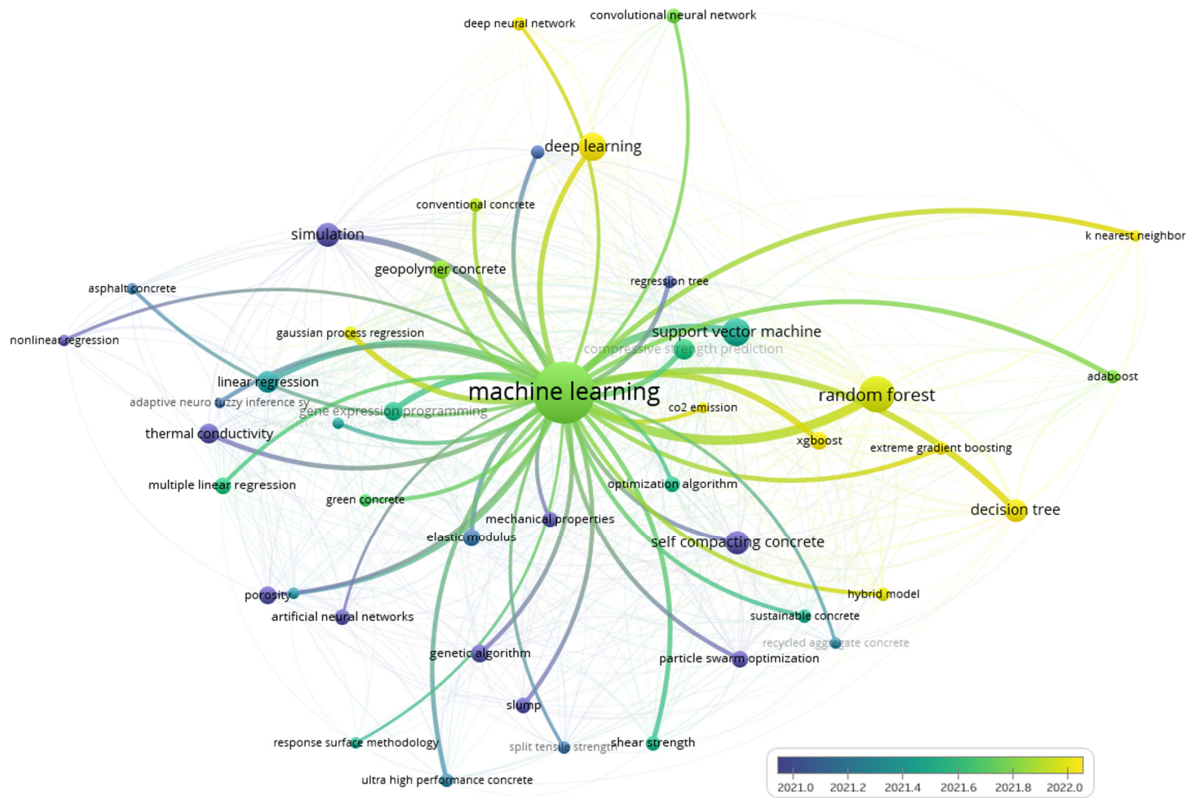 convolutional neural network
deep neural network
deep learning
conventional concrete
simulation
k nearest neighbor
geopolymer concrete
regression tree
asphalt concrete
gaussian process regression
support vector machine
nonlinear regression
compressive strength prediction
adaboost
linear regression
machine learning
random forest
adaptive neuro fuzzy inference sy
gene expression programming
co2 emission
thermal conductivity
xgboost
extreme gradient boosting
multiple linear regression
optimization algorithm
green concrete
decision tree
mechanical properties
elastic modulus
self compacting concrete
porosity
hybrid model
artificial neural networks
sustainable concrete
recycled aggregate concrete
genetic algorithm
particle swarm optimization
slump
response surface methodology
split tensile strength
shear strength
ultra high performance concrete
2021.0 2021.2 2021.4 2021.6 2021.8 2022.0